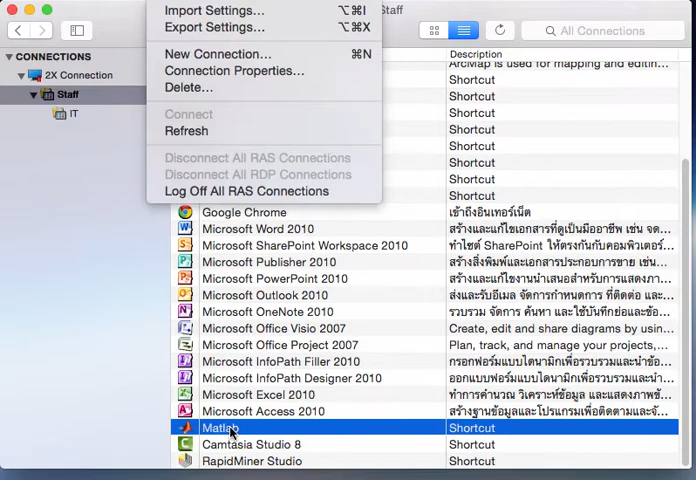 Import Settings... ⌥⌘I
Export Settings... ⌥⌘X
New Connection... ⌘N
Connection Properties...
Delete...
Connect
Refresh
Disconnect All RAS Connections
Disconnect All RDP Connections
Log Off All RAS Connections
Staff
All Connections
CONNECTIONS
2X Connection
Staff
IT
Description
ArcMap is used for mapping and editin...
Shortcut
Shortcut
Shortcut
Shortcut
Shortcut
Shortcut
Shortcut
Shortcut
Google Chrome เข้าถึงอินเทอร์เน็ต
Microsoft Word 2010 สร้างและแก้ไขเอกสารที่ดูเป็นมืออาชีพ เช่น จด...
Microsoft SharePoint Workspace 2010 ทำไซต์ SharePoint ให้ตรงกันกับคอมพิวเตอร์...
Microsoft Publisher 2010 สร้างสิ่งพิมพ์และเอกสารประกอบการขาย เช่น...
Microsoft PowerPoint 2010 สร้างและแก้ไขงานนำเสนอสำหรับการแสดงภา...
Microsoft Outlook 2010 ส่งและรับอีเมล จัดการกำหนดการ ที่ติดต่อ และ...
Microsoft OneNote 2010 รวบรวม จัดการ ค้นหา และใช้บันทึกย่อและข้อ...
Microsoft Office Visio 2007 Create, edit and share diagrams by usin...
Microsoft Office Project 2007 Plan, track, and manage your projects,...
Microsoft InfoPath Filler 2010 กรอกฟอร์มแบบไดนามิกเพื่อรวบรวมและนำข้อ...
Microsoft InfoPath Designer 2010 ออกแบบฟอร์มแบบไดนามิกเพื่อรวบรวมและนำ...
Microsoft Excel 2010 ทำการคำนวณ วิเคราะห์ข้อมูล และแสดงภาพข...
Microsoft Access 2010 สร้างฐานข้อมูลและโปรแกรมเพื่อติดตามและจั...
Matlab Shortcut
Camtasia Studio 8 Shortcut
RapidMiner Studio Shortcut